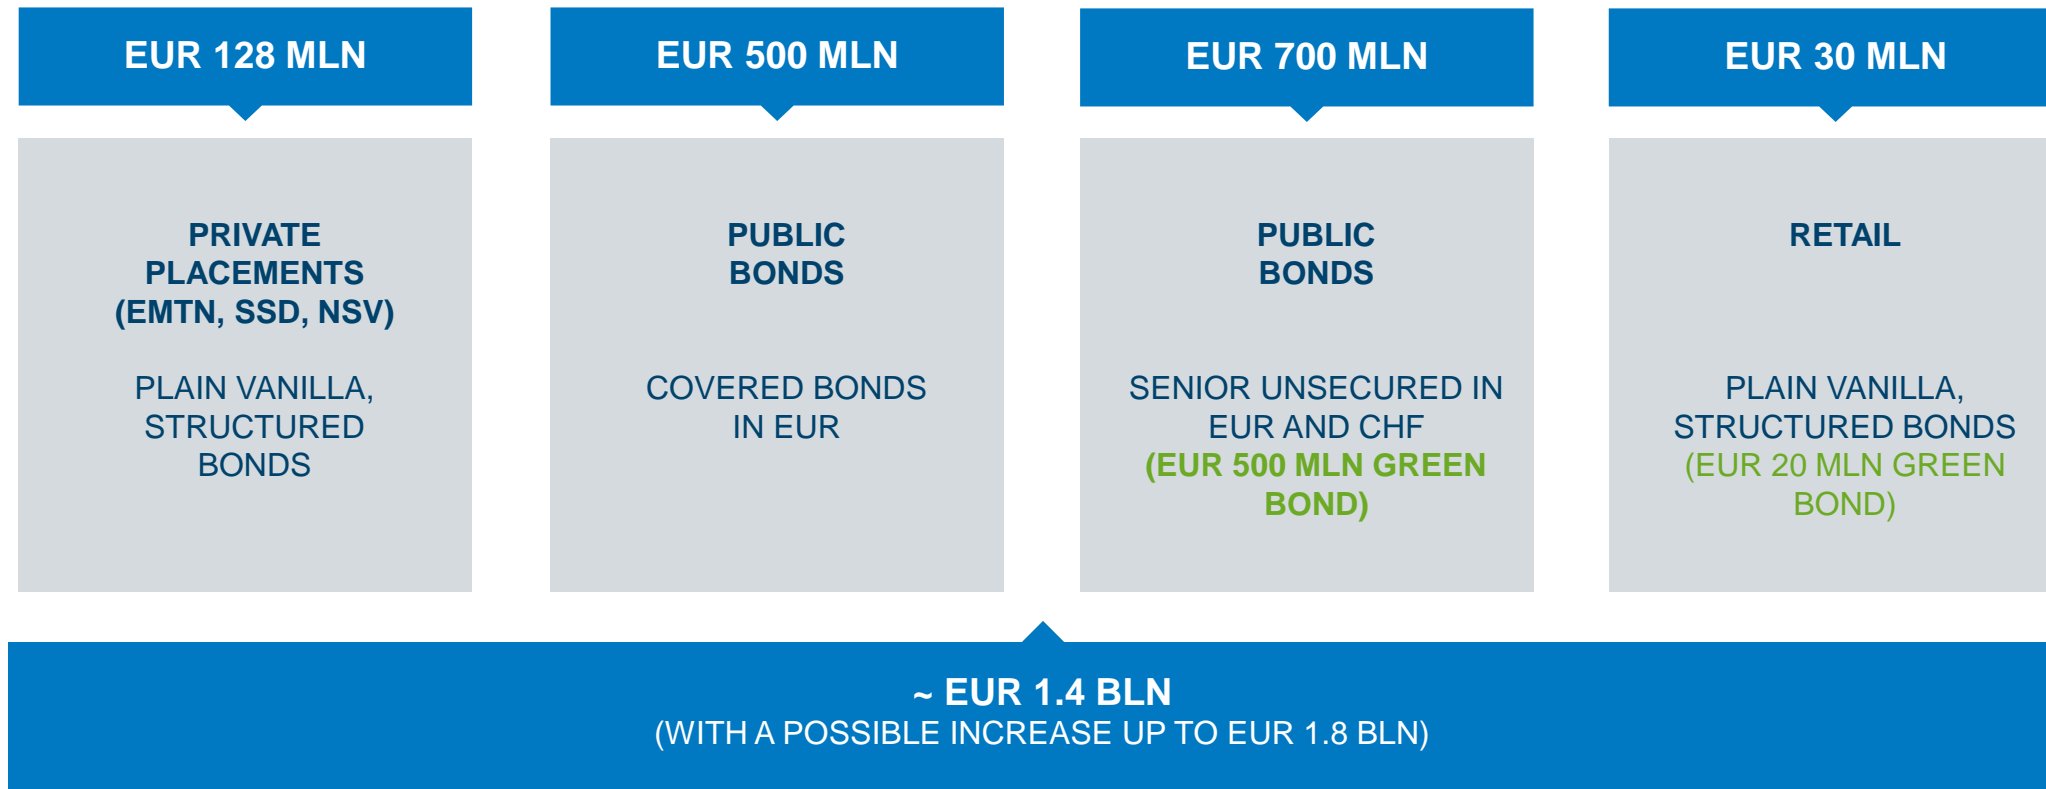 EUR 128 MLN
PRIVATE
PLACEMENTS
(EMTN, SSD, NSV)
PLAIN VANILLA,
STRUCTURED
BONDS
EUR 500 MLN
PUBLIC
BONDS
COVERED BONDS
IN EUR
EUR 700 MLN
PUBLIC
BONDS
SENIOR UNSECURED IN
EUR AND CHF
(EUR 500 MLN GREEN
BOND)
EUR 30 MLN
RETAIL
PLAIN VANILLA,
STRUCTURED BONDS
(EUR 20 MLN GREEN
BOND)
~ EUR 1.4 BLN
(WITH A POSSIBLE INCREASE UP TO EUR 1.8 BLN)